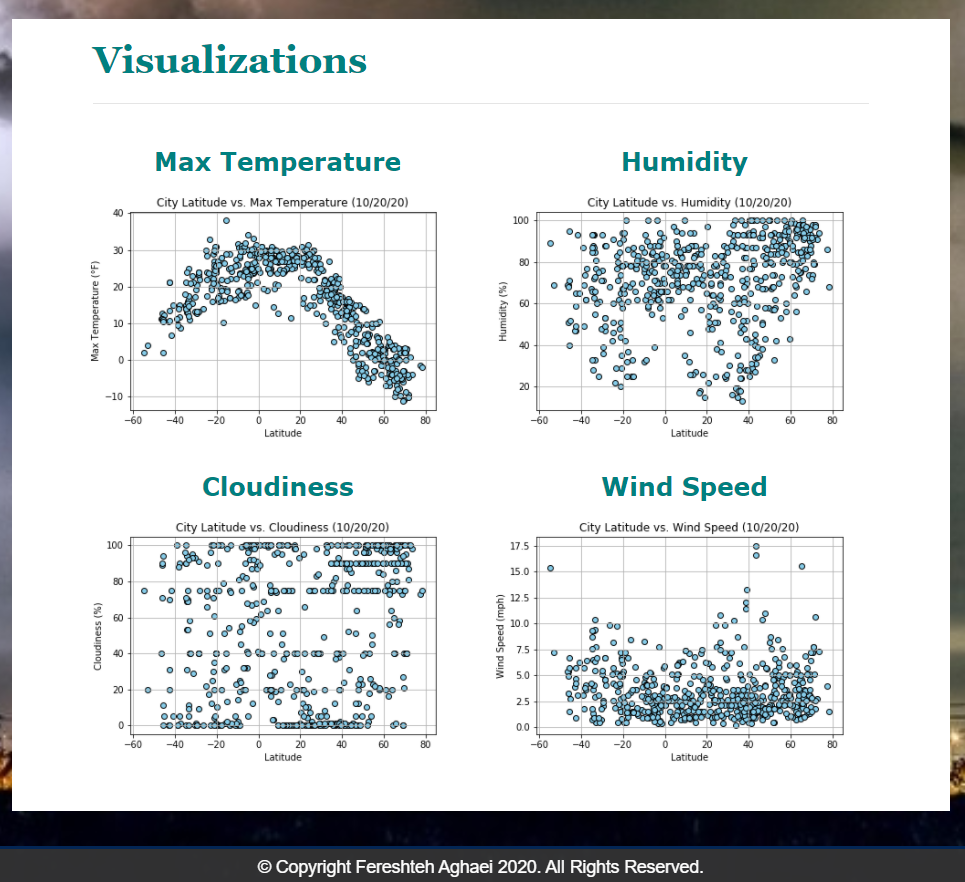 Visualizations
Max Temperature
City Latitude vs. Max Temperature (10/20/20)
40
30
20
10
0
−10
Max Temperature (°F)
−60 −40 −20 0 20 40 60 80
Latitude
Humidity
City Latitude vs. Humidity (10/20/20)
100
80
60
40
20
Humidity (%)
−60 −40 −20 0 20 40 60 80
Latitude
Cloudiness
City Latitude vs. Cloudiness (10/20/20)
100
80
60
40
20
0
Cloudiness (%)
−60 −40 −20 0 20 40 60 80
Latitude
Wind Speed
City Latitude vs. Wind Speed (10/20/20)
17.5
15.0
12.5
10.0
7.5
5.0
2.5
0.0
Wind Speed (mph)
−60 −40 −20 0 20 40 60 80
Latitude
© Copyright Fereshteh Aghaei 2020. All Rights Reserved.